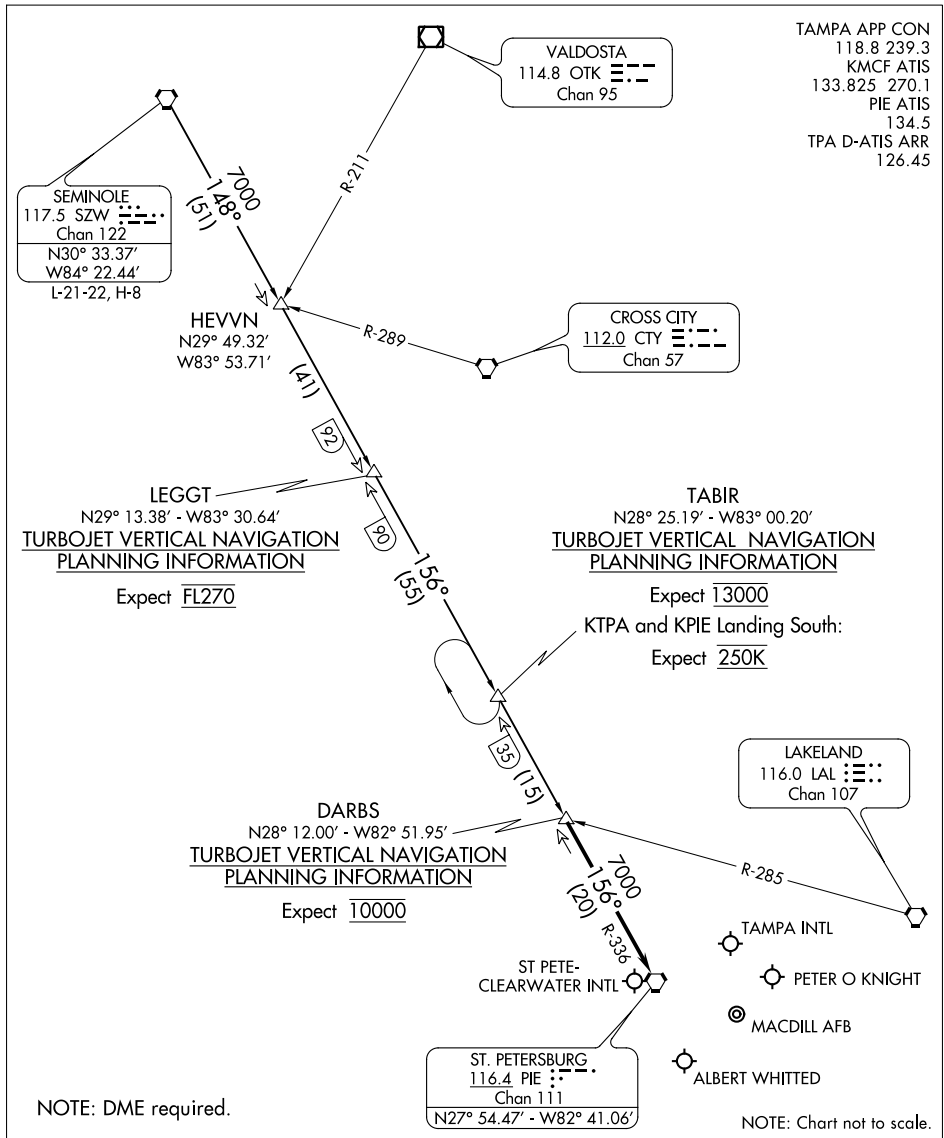 TAMPA APP CON
118.8 239.3
KMCF ATIS
133.825 270.1
PIE ATIS
134.5
TPA D-ATIS ARR
126.45
VALDOSTA
114.8 OTK
Chan 95
R-211
7000
148°
(51)
SEMINOLE
117.5 SZW
Chan 122
N30° 33.37'
W84° 22.44'
L-21-22, H-8
HEVVN
N29° 49.32'
W83° 53.71'
R-289
CROSS CITY
112.0 CTY
Chan 57
(41)
92
LEGGT
N29° 13.38' - W83° 30.64'
TURBOJET VERTICAL NAVIGATION
PLANNING INFORMATION
Expect FL270
90
156°
(55)
TABIR
N28° 25.19' - W83° 00.20'
TURBOJET VERTICAL NAVIGATION
PLANNING INFORMATION
Expect 13000
KTPA and KPIE Landing South:
Expect 250K
35
(15)
LAKELAND
116.0 LAL
Chan 107
DARBS
N28° 12.00' - W82° 51.95'
TURBOJET VERTICAL NAVIGATION
PLANNING INFORMATION
Expect 10000
R-285
7000
156°
(20)
R-336
TAMPA INTL
ST PETE-
CLEARWATER INTL
PETER O KNIGHT
MACDILL AFB
ALBERT WHITTED
ST. PETERSBURG
116.4 PIE
Chan 111
N27° 54.47' - W82° 41.06'
NOTE: DME required.
NOTE: Chart not to scale.